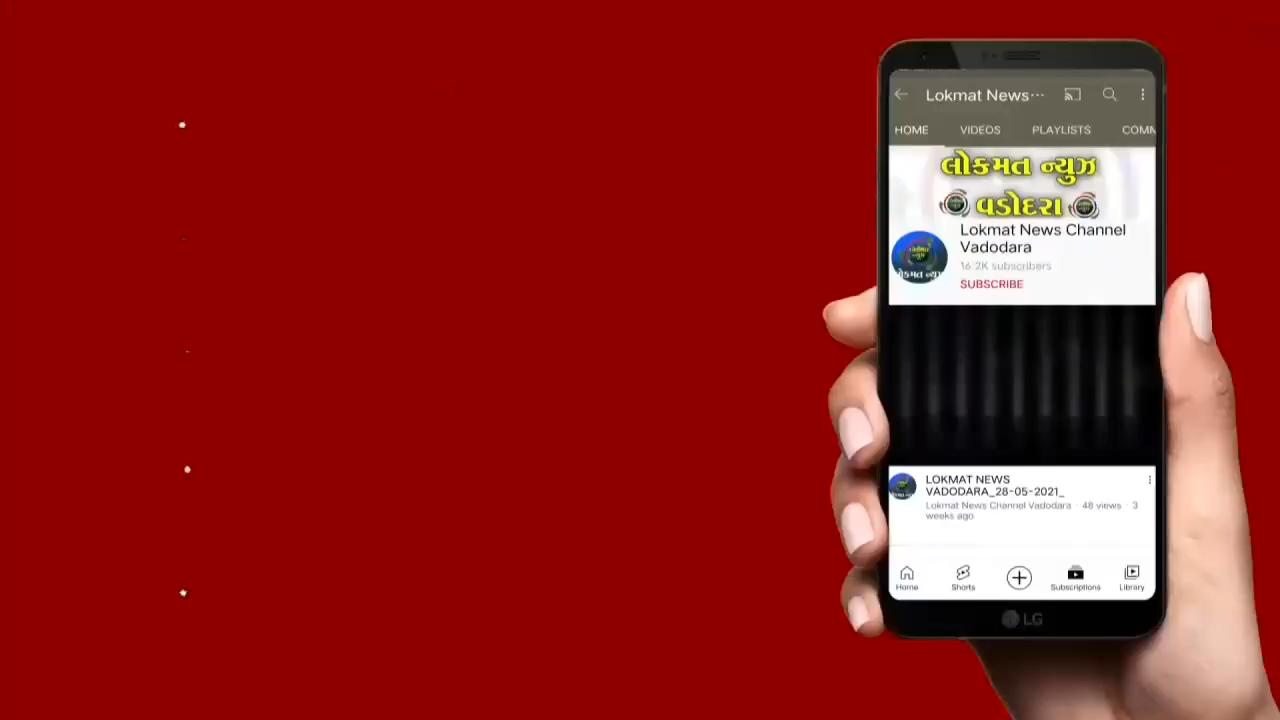 Lokmat News...
HOME VIDEOS PLAYLISTS COMM
લોકમત ન્યુઝ
વડોદરા
Lokmat News Channel
Vadodara
16.2K subscribers
SUBSCRIBE
LOKMAT NEWS
VADODARA_28-05-2021_
Lokmat News Channel Vadodara · 48 views · 3
weeks ago
Home Shorts Subscriptions Library
LG